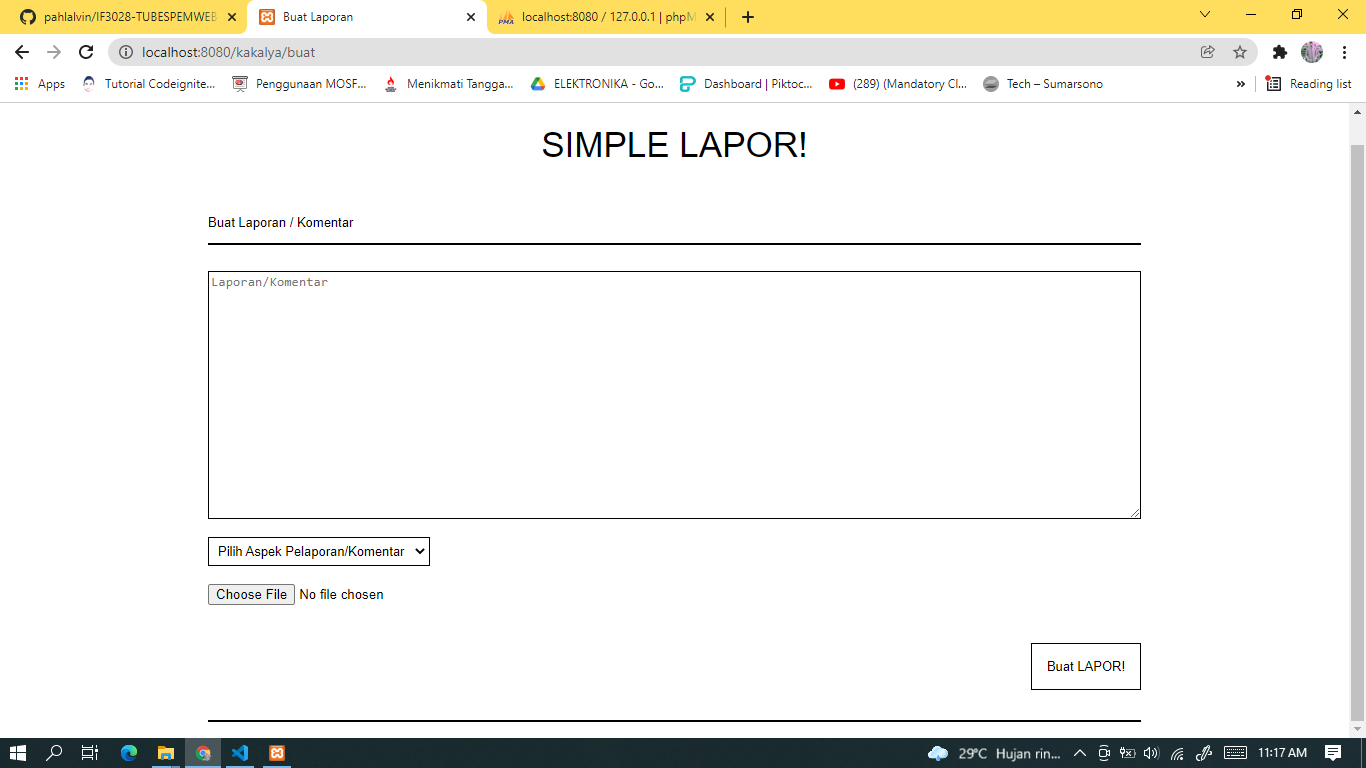 pahlalvin/IF3028-TUBESPEMWEB
Buat Laporan
localhost:8080 / 127.0.0.1 | phpM
localhost:8080/kakalya/buat
Apps
Tutorial Codeignite...
Penggunaan MOSF...
Menikmati Tangga...
ELEKTRONIKA - Go...
Dashboard | Piktoc...
(289) (Mandatory Cl...
Tech – Sumarsono
»
Reading list
SIMPLE LAPOR!
Buat Laporan / Komentar
Laporan/Komentar
Pilih Aspek Pelaporan/Komentar
Choose File No file chosen
Buat LAPOR!
29°C Hujan rin...
11:17 AM